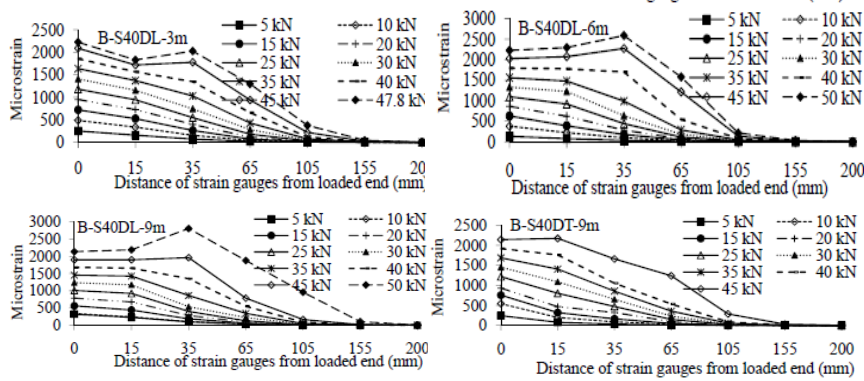 B-S40DL-3m
5 kN 10 kN
15 kN 20 kN
25 kN 30 kN
35 kN 40 kN
45 kN 47.8 kN
2500
2000
1500
1000
500
0
Microstrain
0 15 35 65 105 155 200
Distance of strain gauges from loaded end (mm)
B-S40DL-6m
5 kN 10 kN
15 kN 20 kN
25 kN 30 kN
35 kN 40 kN
45 kN 50 kN
3000
2500
2000
1500
1000
500
0
Microstrain
0 15 35 65 105 155 200
Distance of strain gauges from loaded end (mm)
B-S40DL-9m
5 kN 10 kN
15 kN 20 kN
25 kN 30 kN
35 kN 40 kN
45 kN 50 kN
3000
2500
2000
1500
1000
500
0
Microstrain
0 15 35 65 105 155 200
Distance of strain gauges from loaded end (mm)
B-S40DT-9m
5 kN 10 kN
15 kN 20 kN
25 kN 30 kN
35 kN 40 kN
45 kN
2500
2000
1500
1000
500
0
Microstrain
0 15 35 65 105 155 200
Distance of strain gauges from loaded end (mm)